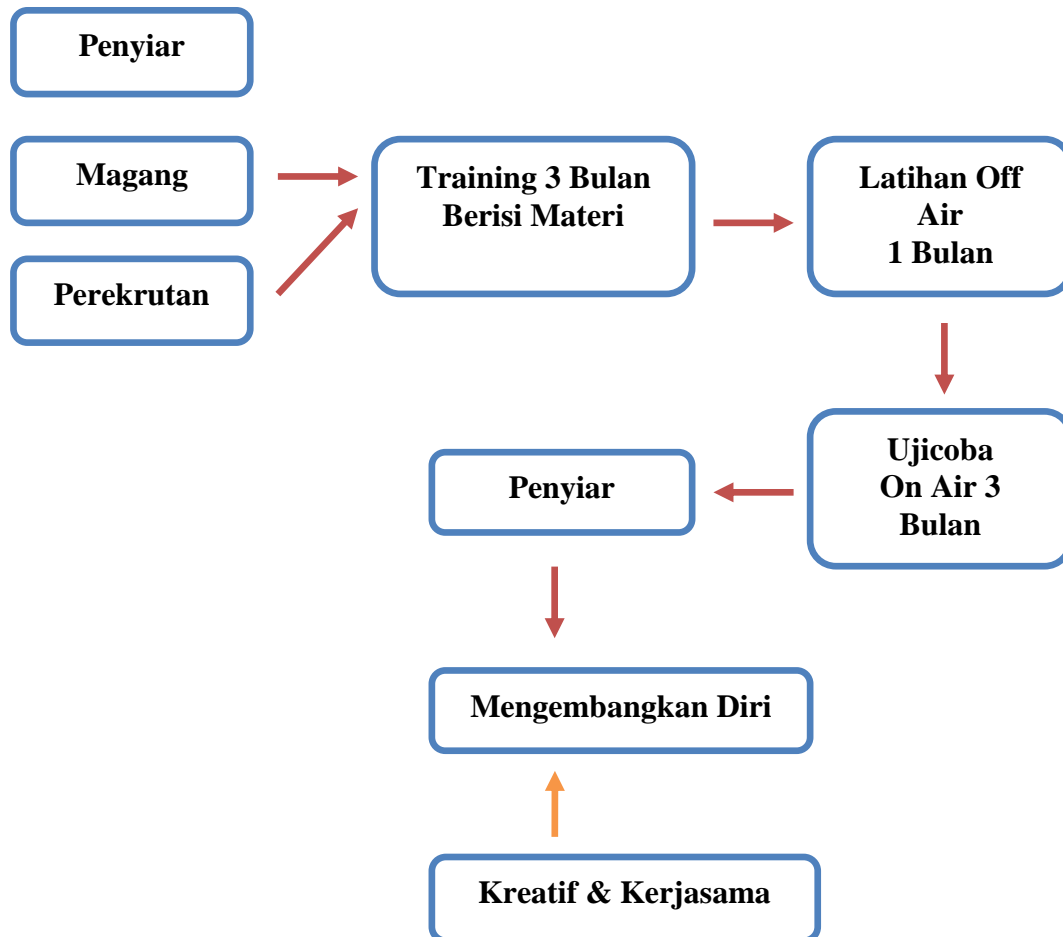 Penyiar
Magang
Perekrutan
Training 3 Bulan
Berisi Materi
Latihan Off
Air
1 Bulan
Ujicoba
On Air 3
Bulan
Penyiar
Mengembangkan Diri
Kreatif & Kerjasama